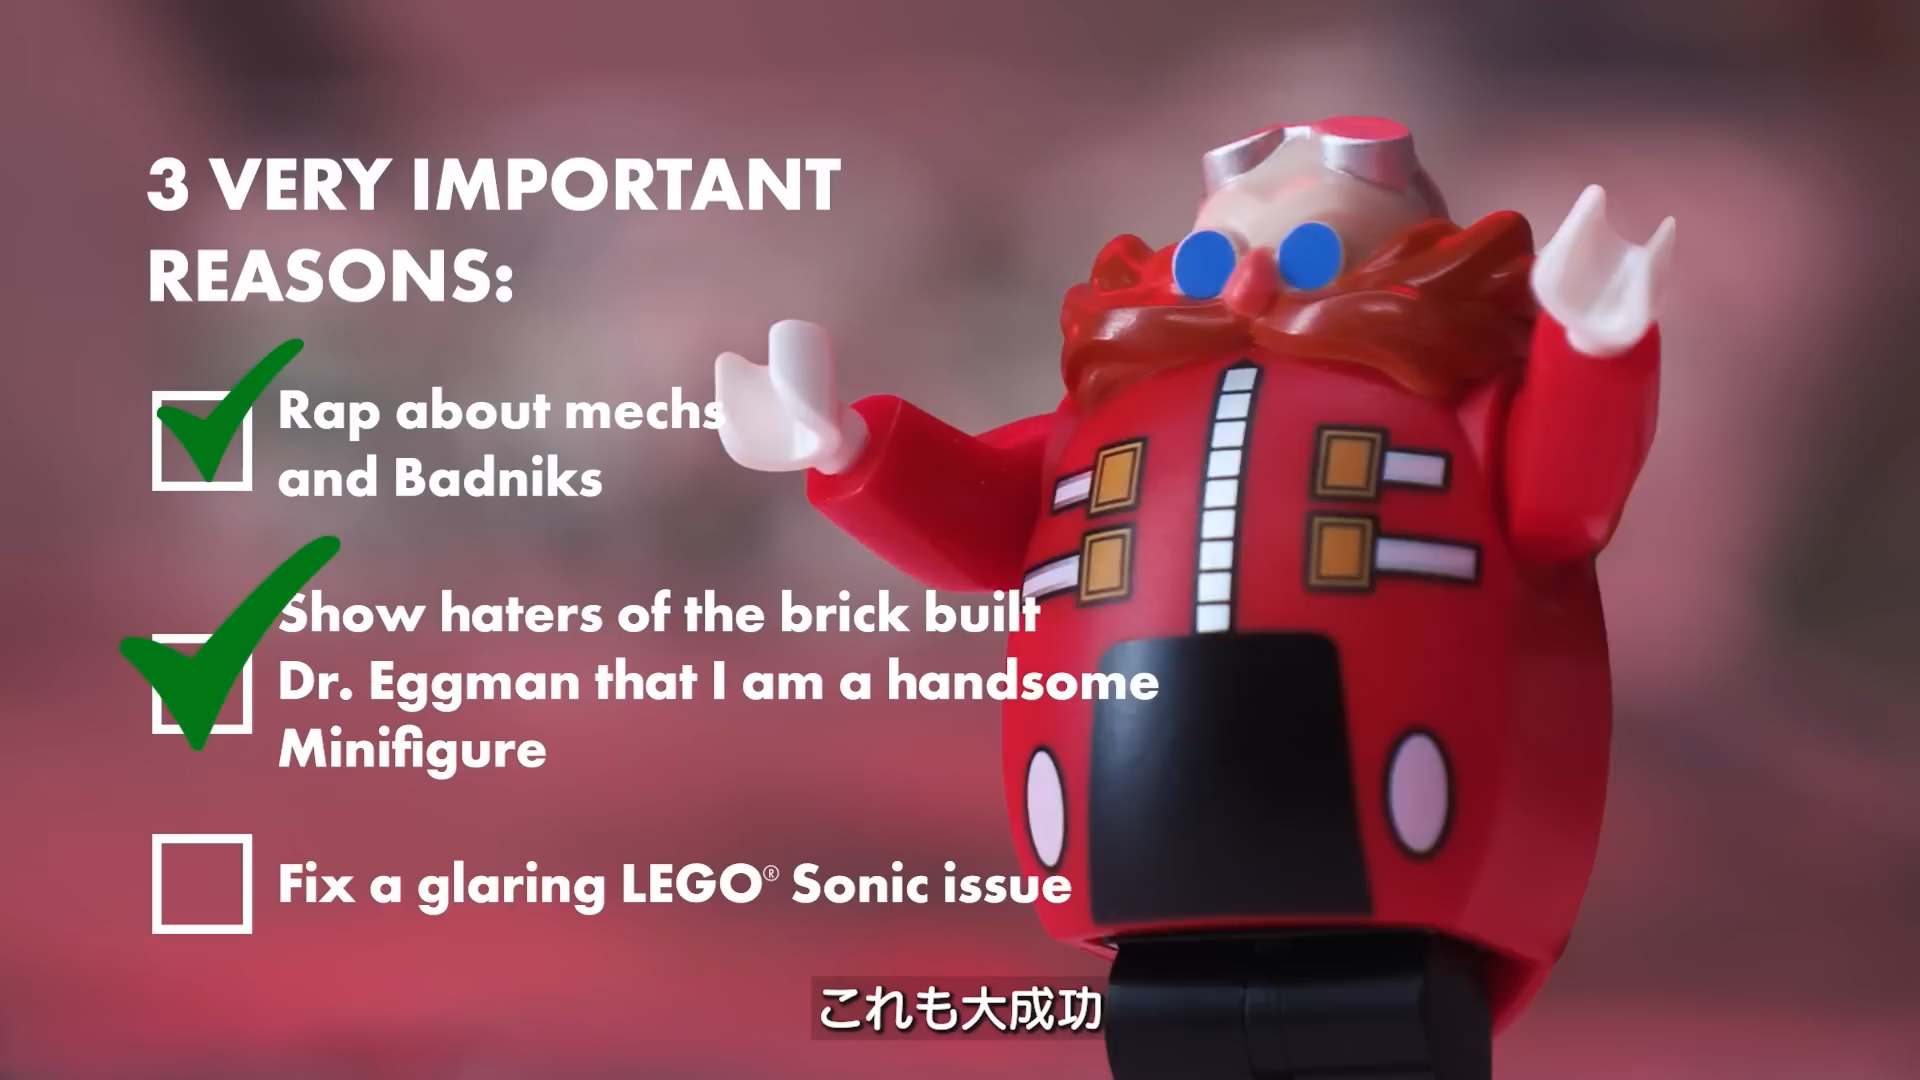 3 VERY IMPORTANT
REASONS:
Rap about mechs
and Badniks
Show haters of the brick built
Dr. Eggman that I am a handsome
Minifigure
Fix a glaring LEGO® Sonic issue
これも大成功